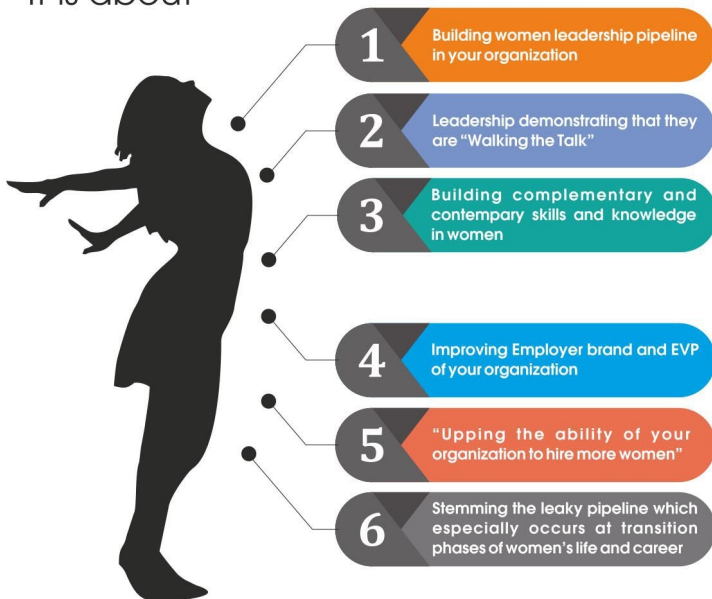 It is about
1
Building women leadership pipeline
in your organization
2
Leadership demonstrating that they
are “Walking the Talk”
3
Building complementary and
contempary skills and knowledge
in women
4
Improving Employer brand and EVP
of your organization
5
“Upping the ability of your
organization to hire more women”
6
Stemming the leaky pipeline which
especially occurs at transition
phases of women’s life and career